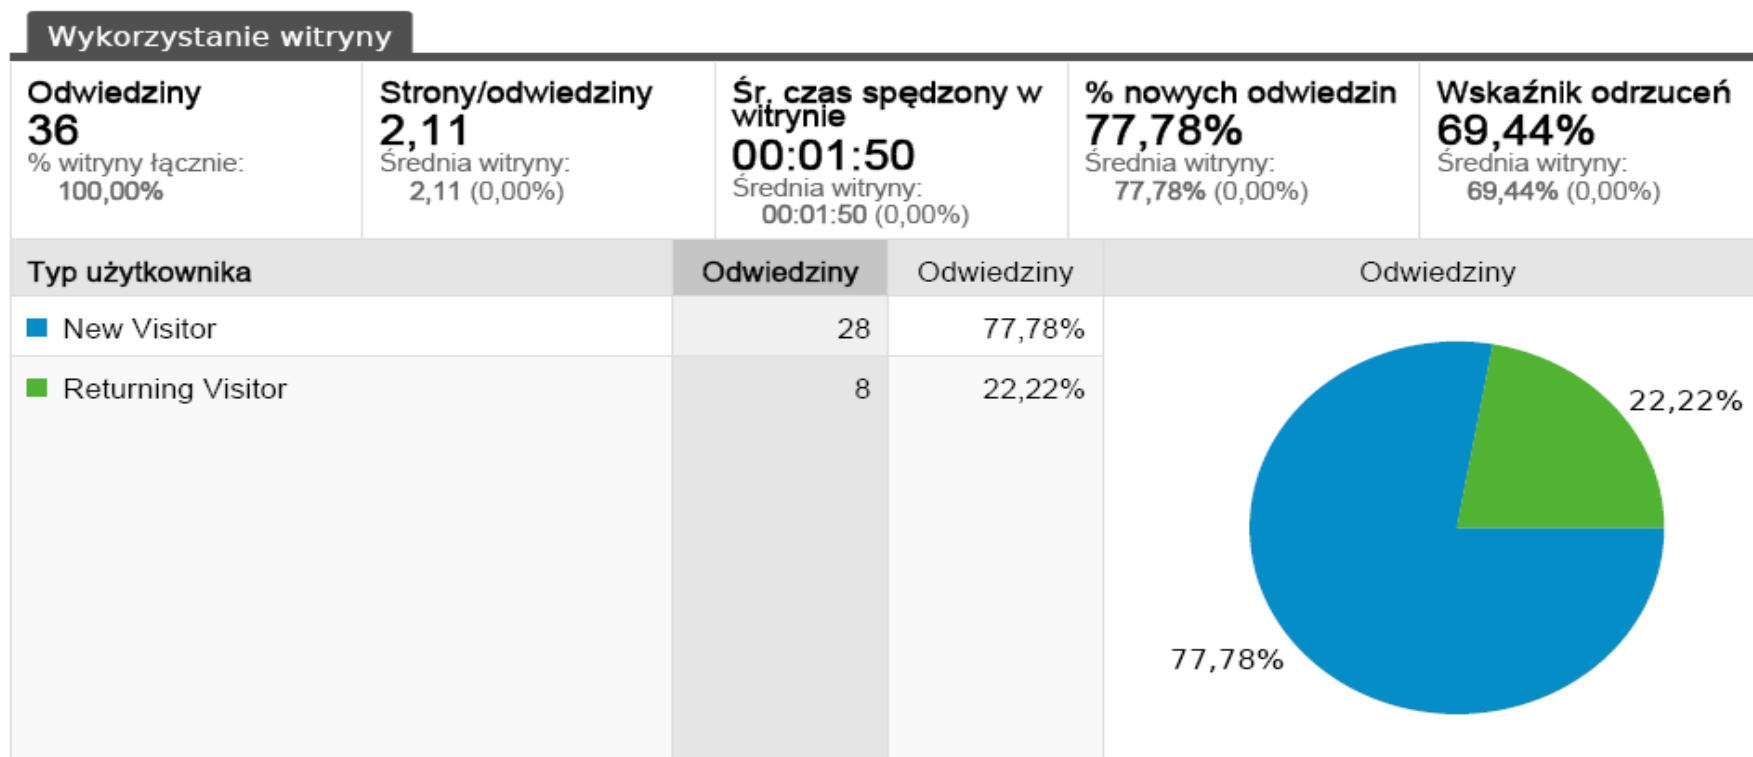 Wykorzystanie witryny
Odwiedziny
36
% witryny łącznie:
100,00%
Strony/odwiedziny
2,11
Średnia witryny:
2,11 (0,00%)
Śr. czas spędzony w
witrynie
00:01:50
Średnia witryny:
00:01:50 (0,00%)
% nowych odwiedzin
77,78%
Średnia witryny:
77,78% (0,00%)
Wskaźnik odrzuceń
69,44%
Średnia witryny:
69,44% (0,00%)
Typ użytkownika Odwiedziny Odwiedziny Odwiedziny
New Visitor 28 77,78%
Returning Visitor 8 22,22%
22,22%
77,78%